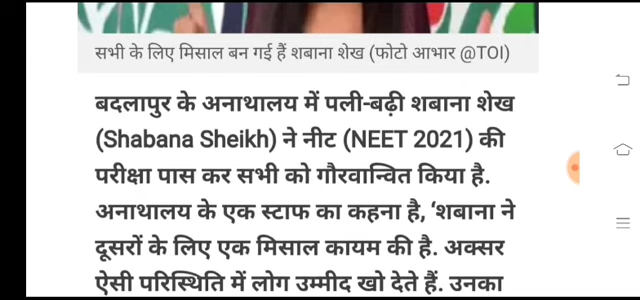 सभी के लिए मिसाल बन गई हैं शबाना शेख (फोटो आभार @TOI)
बदलापुर के अनाथालय में पली-बढ़ी शबाना शेख
(Shabana Sheikh) ने नीट (NEET 2021) की
परीक्षा पास कर सभी को गौरवान्वित किया है.
अनाथालय के एक स्टाफ का कहना है, ‘शबाना ने
दूसरों के लिए एक मिसाल कायम की है. अक्सर
ऐसी परिस्थिति में लोग उम्मीद खो देते हैं. उनका